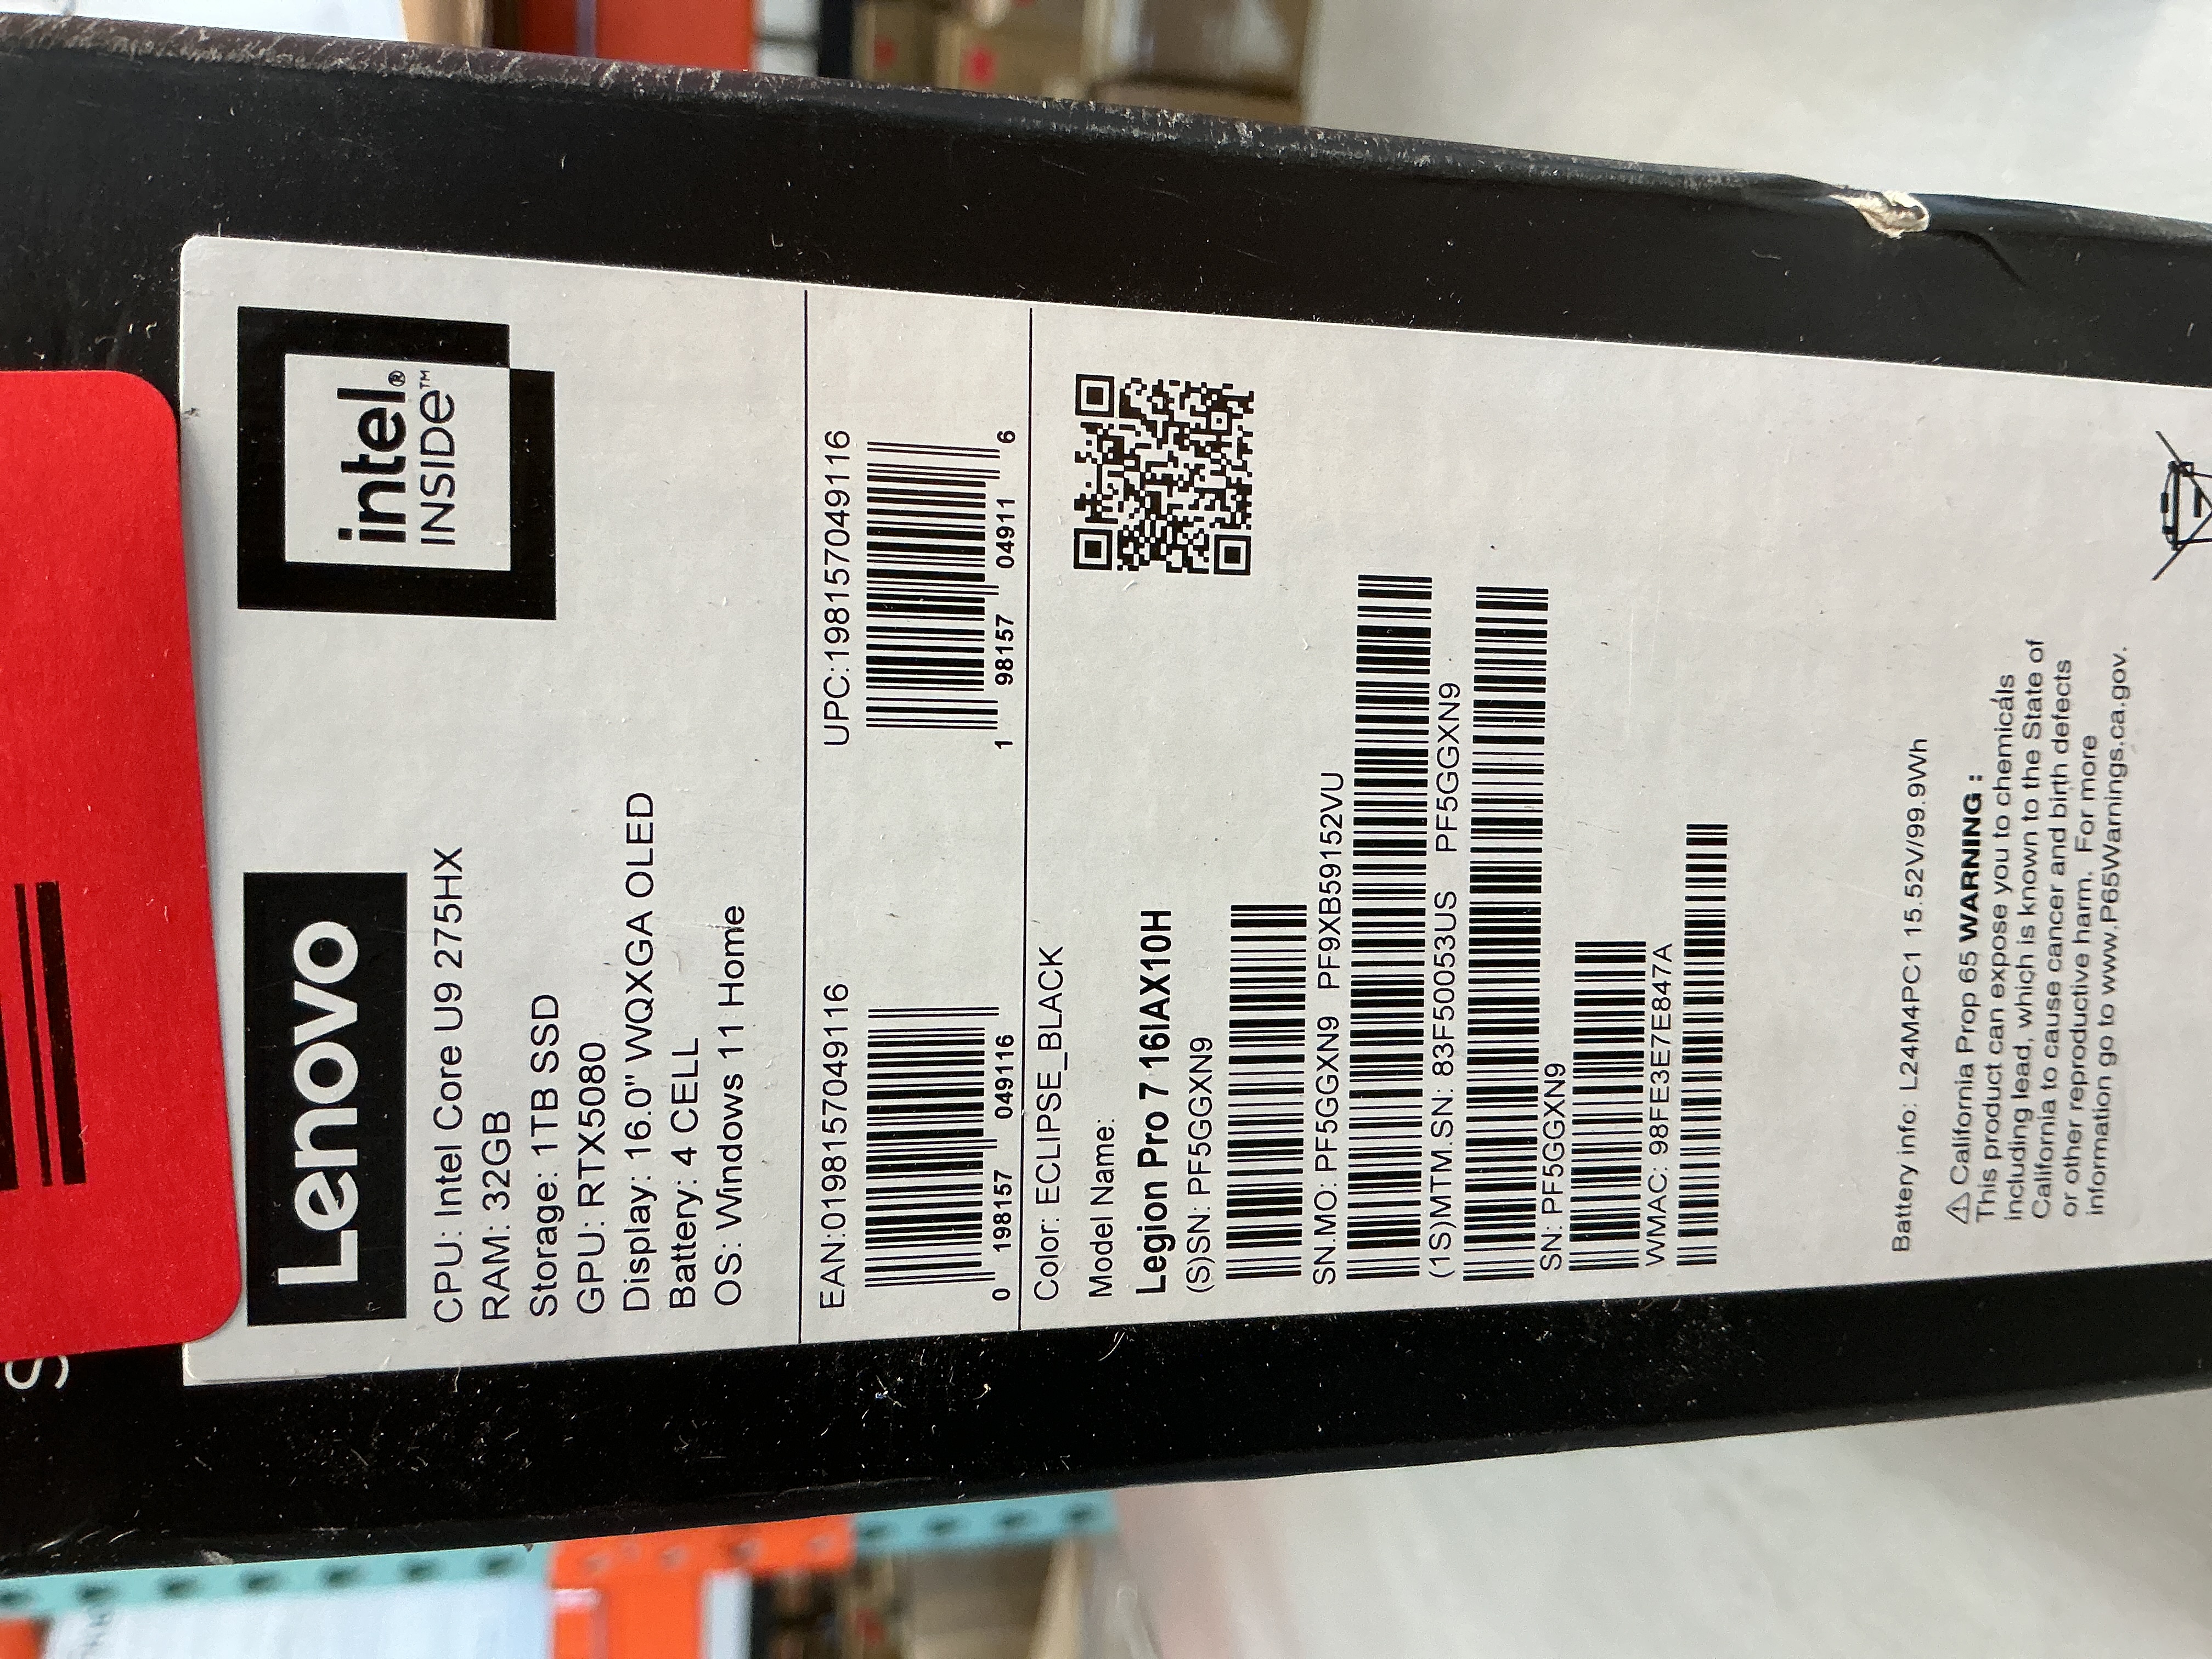 Lenovo
intel®
INSIDE™
CPU: Intel Core U9 275HX
RAM: 32GB
Storage: 1TB SSD
GPU: RTX5080
Display: 16.0" WQXGA OLED
Battery: 4 CELL
OS: Windows 11 Home
EAN:0198157049116
0 198157 049116
UPC:198157049116
1 98157 04911 6
Color: ECLIPSE_BLACK
Model Name:
Legion Pro 7 16IAX10H
(S)SN: PF5GGXN9
SN.MO: PF5GGXN9 PF9XB59152VU
(1S)MTM.SN: 83F50053US PF5GGXN9
SN: PF5GGXN9
WMAC: 98FE3E7E847A
Battery info: L24M4PC1 15.52V/99.9Wh
⚠California Prop 65 WARNING :
This product can expose you to chemicals
including lead, which is known to the State of
California to cause cancer and birth defects
or other reproductive harm. For more
information go to www.P65Warnings.ca.gov.